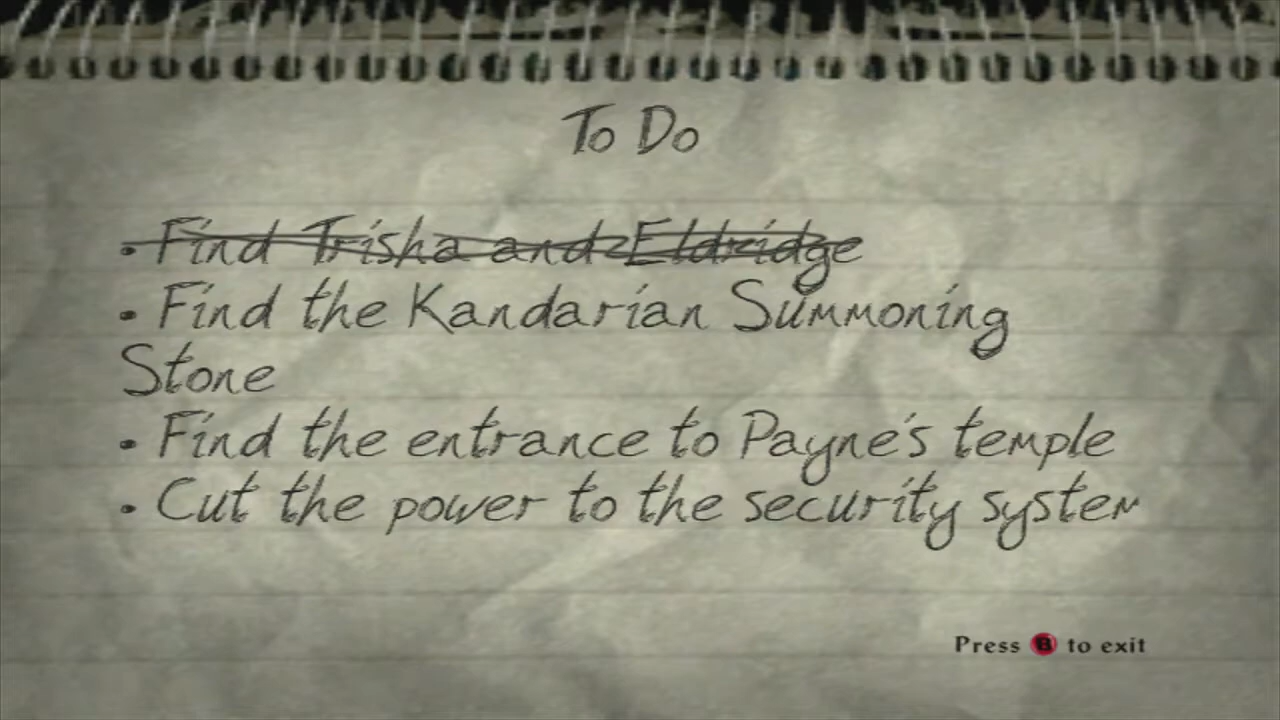 To Do
• Find Trisha and Eldridge
• Find the Kandarian Summoning
Stone
• Find the entrance to Payne's temple
• Cut the power to the security system
Press B to exit